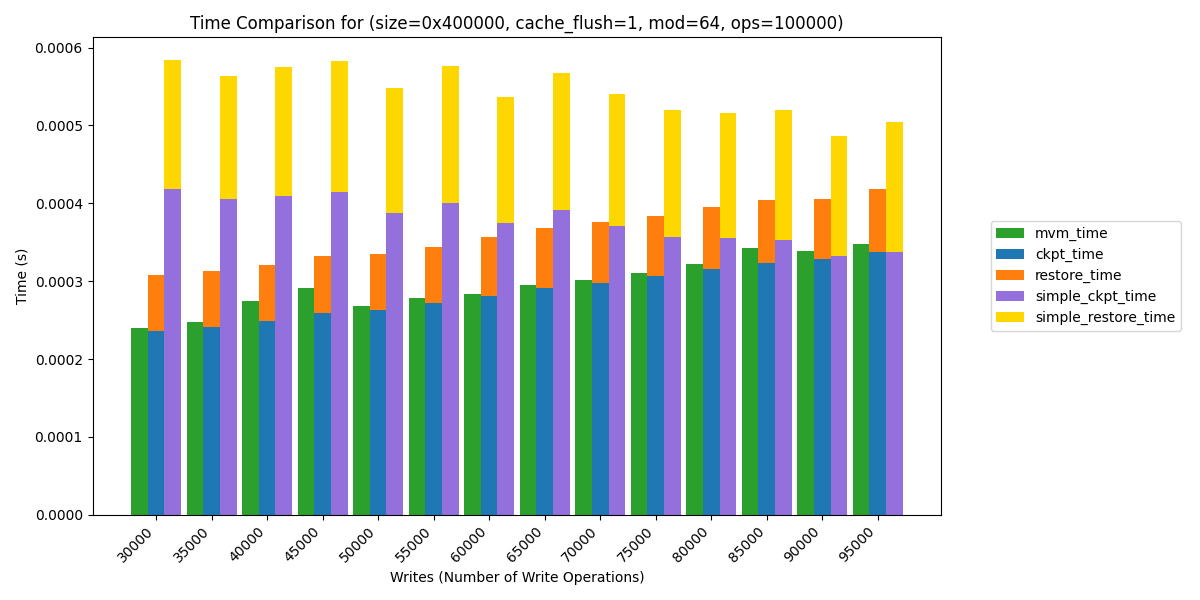 Time Comparison for (size=0x400000, cache_flush=1, mod=64, ops=100000)
Time (s)
0.0006
0.0005
0.0004
0.0003
0.0002
0.0001
0.0000
30000
35000
40000
45000
50000
55000
60000
65000
70000
75000
80000
85000
90000
95000
Writes (Number of Write Operations)
mvm_time
ckpt_time
restore_time
simple_ckpt_time
simple_restore_time